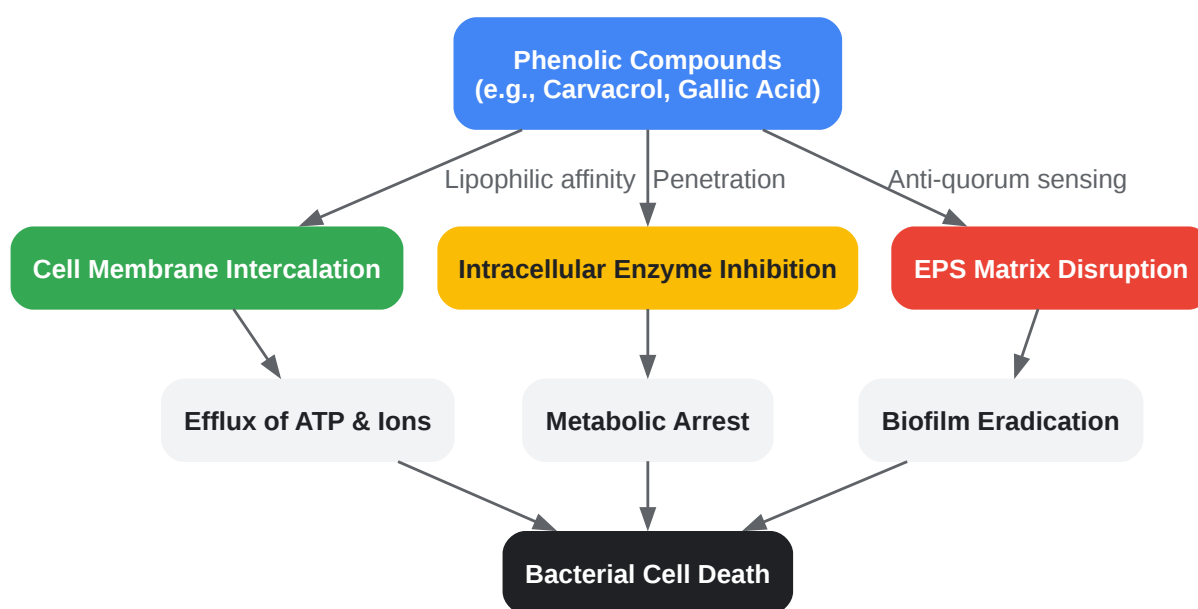 Phenolic Compounds
(e.g., Carvacrol, Gallic Acid)
Lipophilic affinity
Penetration
Anti-quorum sensing
Cell Membrane Intercalation
Intracellular Enzyme Inhibition
EPS Matrix Disruption
Efflux of ATP & Ions
Metabolic Arrest
Biofilm Eradication
Bacterial Cell Death